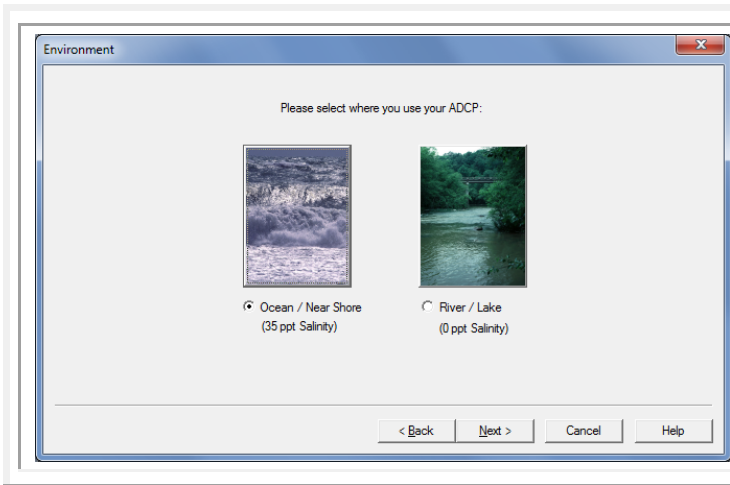 Environment
Please select where you use your ADCP:
Ocean / Near Shore
(35 ppt Salinity)
River / Lake
(0 ppt Salinity)
< Back Next > Cancel Help